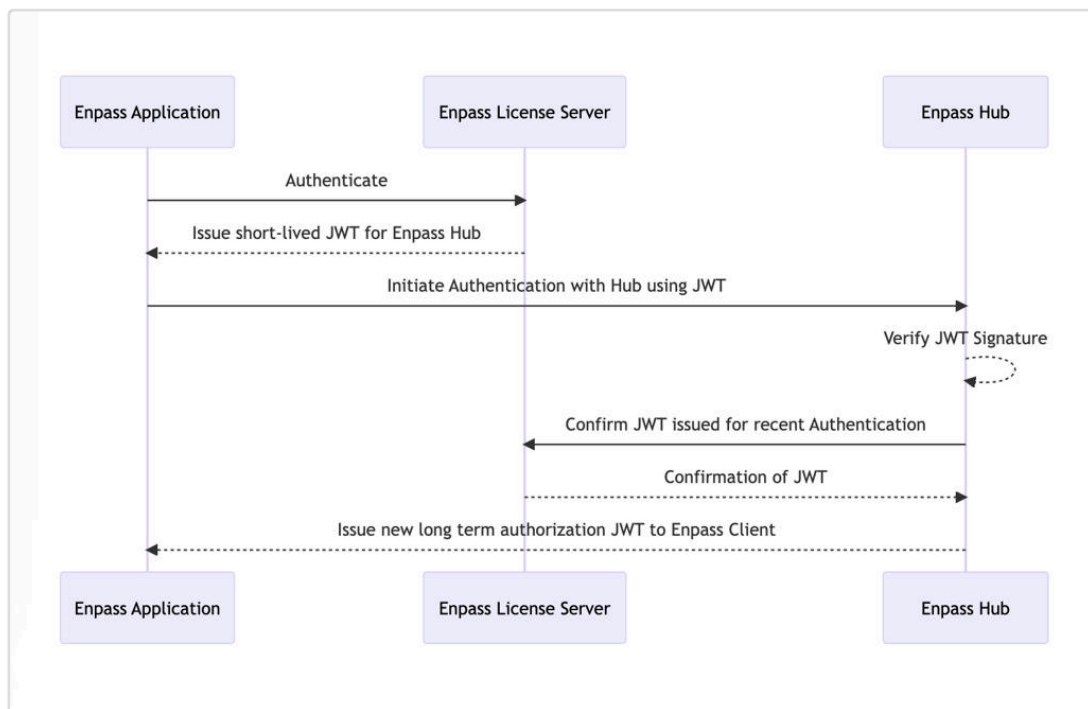 Enpass Application
Enpass License Server
Enpass Hub
Authenticate
Issue short-lived JWT for Enpass Hub
Initiate Authentication with Hub using JWT
Verify JWT Signature
Confirm JWT issued for recent Authentication
Confirmation of JWT
Issue new long term authorization JWT to Enpass Client
Enpass Application
Enpass License Server
Enpass Hub